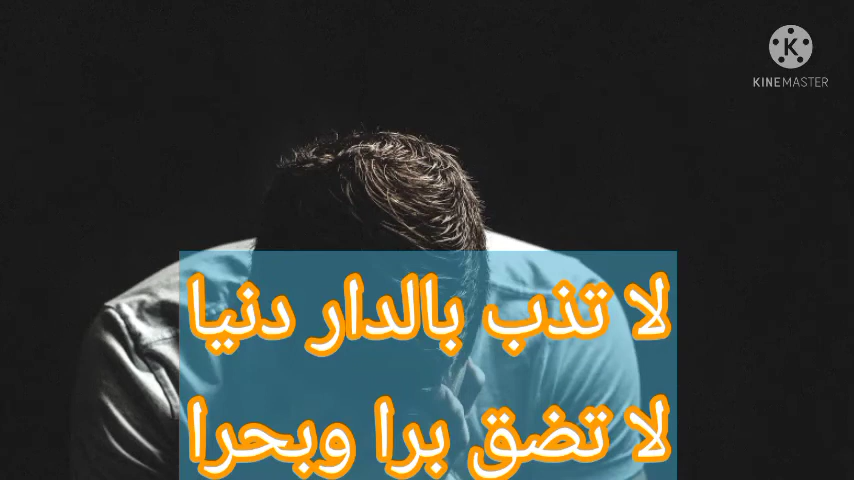 KINEMASTER
لا تذب بالدار دنيا
لا تضق برا وبحرا